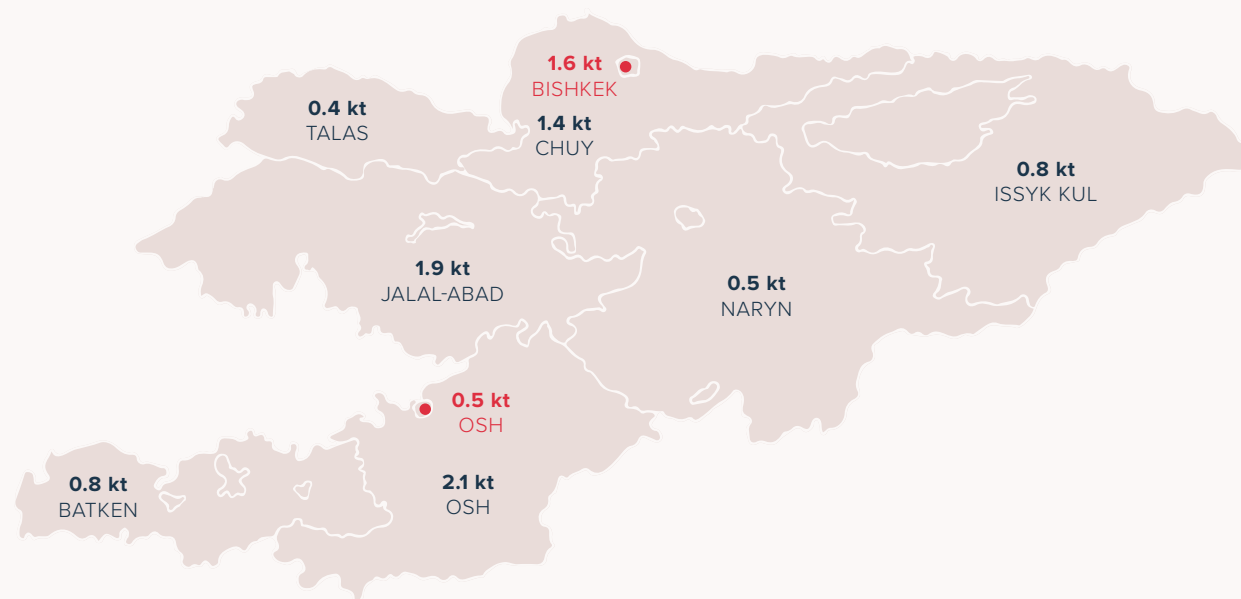 1.6 kt
BISHKEK
0.4 kt
TALAS
1.4 kt
CHUY
0.8 kt
ISSYK KUL
1.9 kt
JALAL-ABAD
0.5 kt
NARYN
0.5 kt
OSH
0.8 kt
BATKEN
2.1 kt
OSH